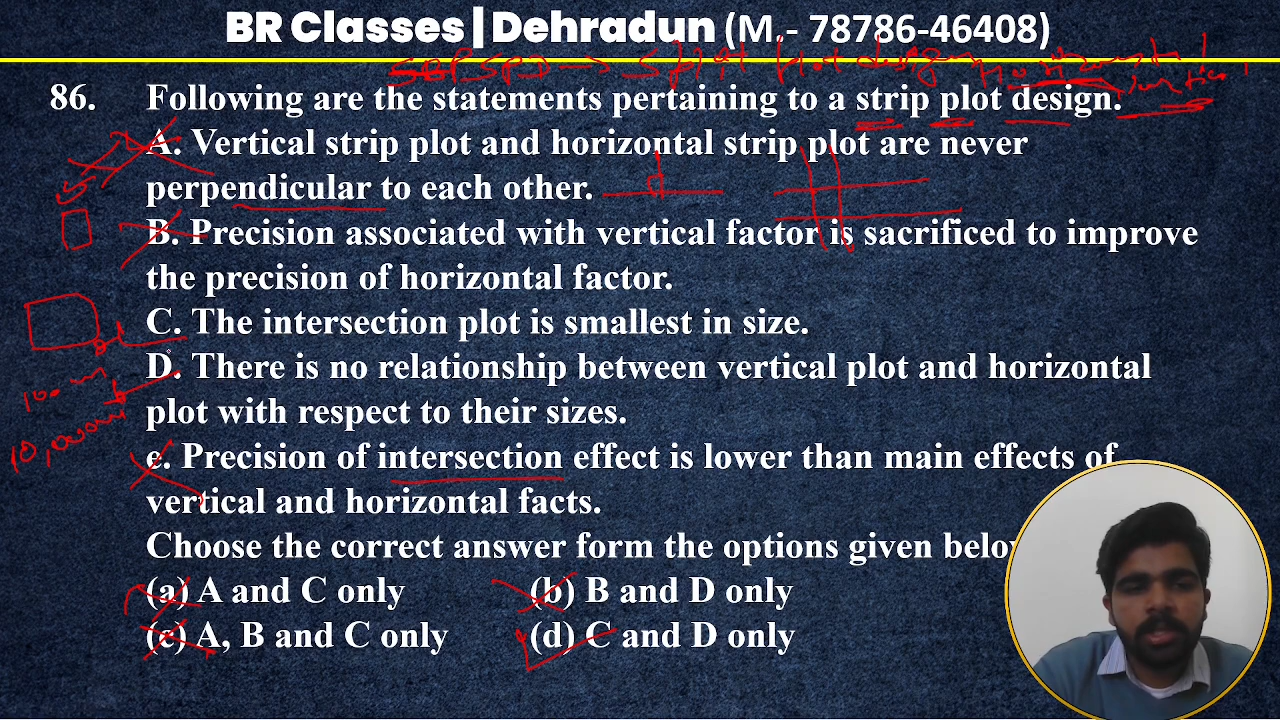 BR Classes | Dehradun (M.- 78786-46408)
SPD → Split plot design
86. Following are the statements pertaining to a strip plot design.
A. Vertical strip plot and horizontal strip plot are never
perpendicular to each other.
B. Precision associated with vertical factor is sacrificed to improve
the precision of horizontal factor.
C. The intersection plot is smallest in size.
D. There is no relationship between vertical plot and horizontal
plot with respect to their sizes.
e. Precision of intersection effect is lower than main effects of
vertical and horizontal facts.
Choose the correct answer form the options given
(a) A and C only (b) B and D only
(c) A, B and C only (d) C and D only